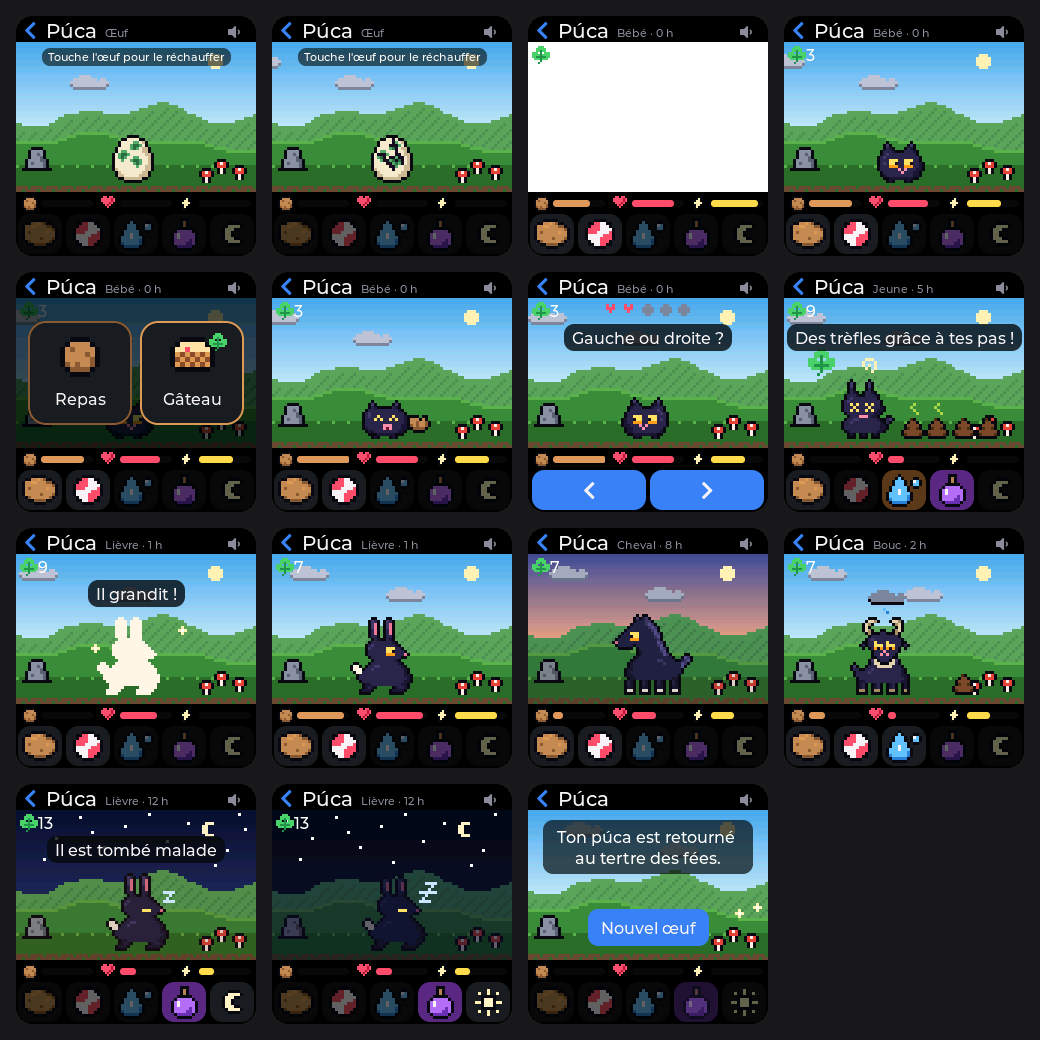 Púca Œuf
Touche l'œuf pour le réchauffer
Púca Œuf
Touche l'œuf pour le réchauffer
Púca Bébé · 0 h
Púca Bébé · 0 h
3
Púca Bébé · 0 h
3
Repas
Gâteau
Púca Bébé · 0 h
3
Púca Bébé · 0 h
3
Gauche ou droite ?
Púca Jeune · 5 h
9
Des trèfles grâce à tes pas !
Púca Lièvre · 1 h
9
Il grandit !
Púca Lièvre · 1 h
7
Púca Cheval · 8 h
7
Púca Bouc · 2 h
7
Púca Lièvre · 12 h
13
Il est tombé malade
Z
Púca Lièvre · 12 h
13
Z
Púca
Ton púca est retourné
au tertre des fées.
Nouvel œuf